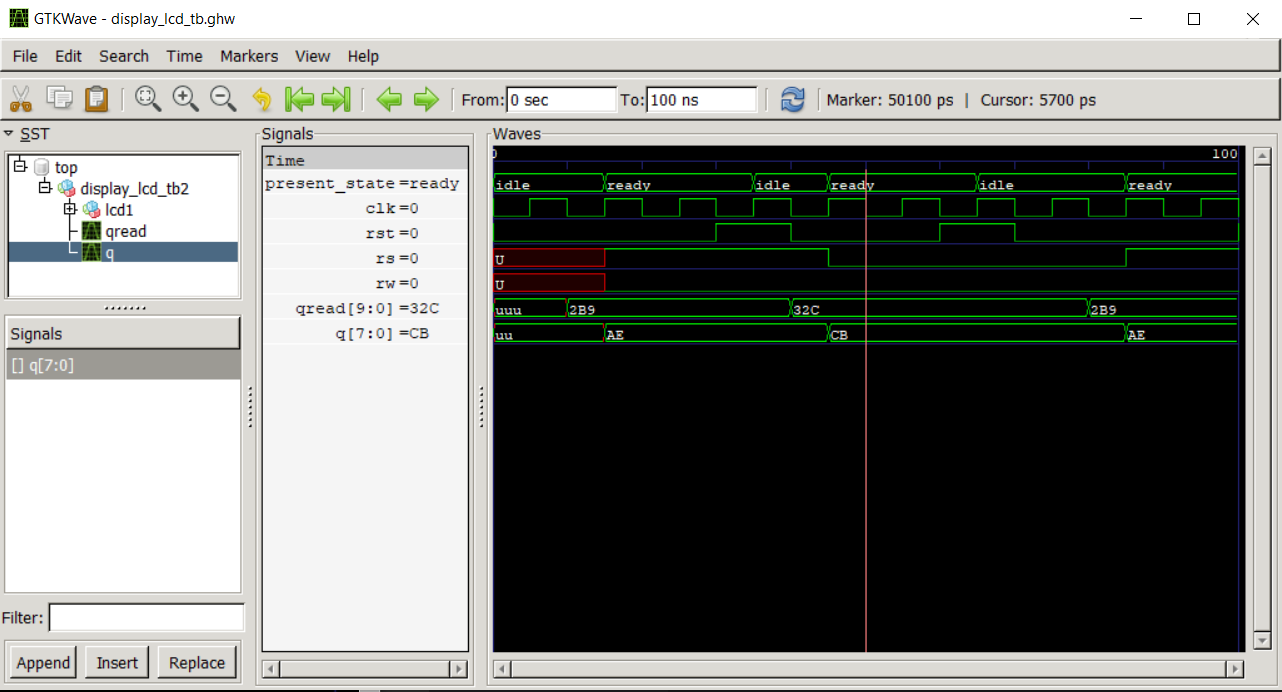 GTKWave - display_lcd_tb.ghw
File Edit Search Time Markers View Help
From: 0 sec To: 100 ns Marker: 50100 ps | Cursor: 5700 ps
SST
top
display_lcd_tb2
lcd1
qread
q
Signals
[] q[7:0]
Filter:
Append Insert Replace
Signals
Time
present_state =ready
clk =0
rst =0
rs =0
rw =0
qread[9:0] =32C
q[7:0] =CB
Waves
0 100
idle ready idle ready idle ready
U
U
uuu 2B9 32C 2B9
uu AE CB AE